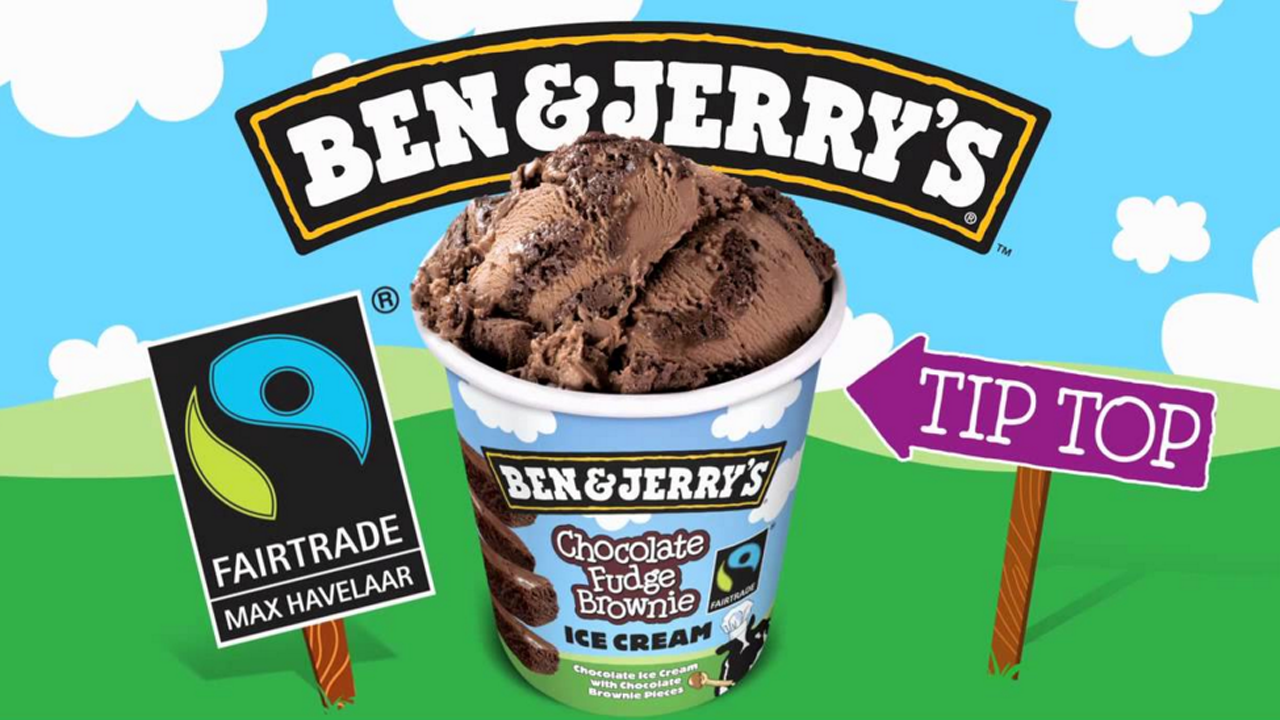 BEN & JERRY'S
®
TM
®
FAIRTRADE
MAX HAVELAAR
TIP TOP
BEN & JERRY'S
Chocolate
Fudge
Brownie
ICE CREAM
FAIRTRADE
Chocolate Ice Cream
with Chocolate
Brownie Pieces